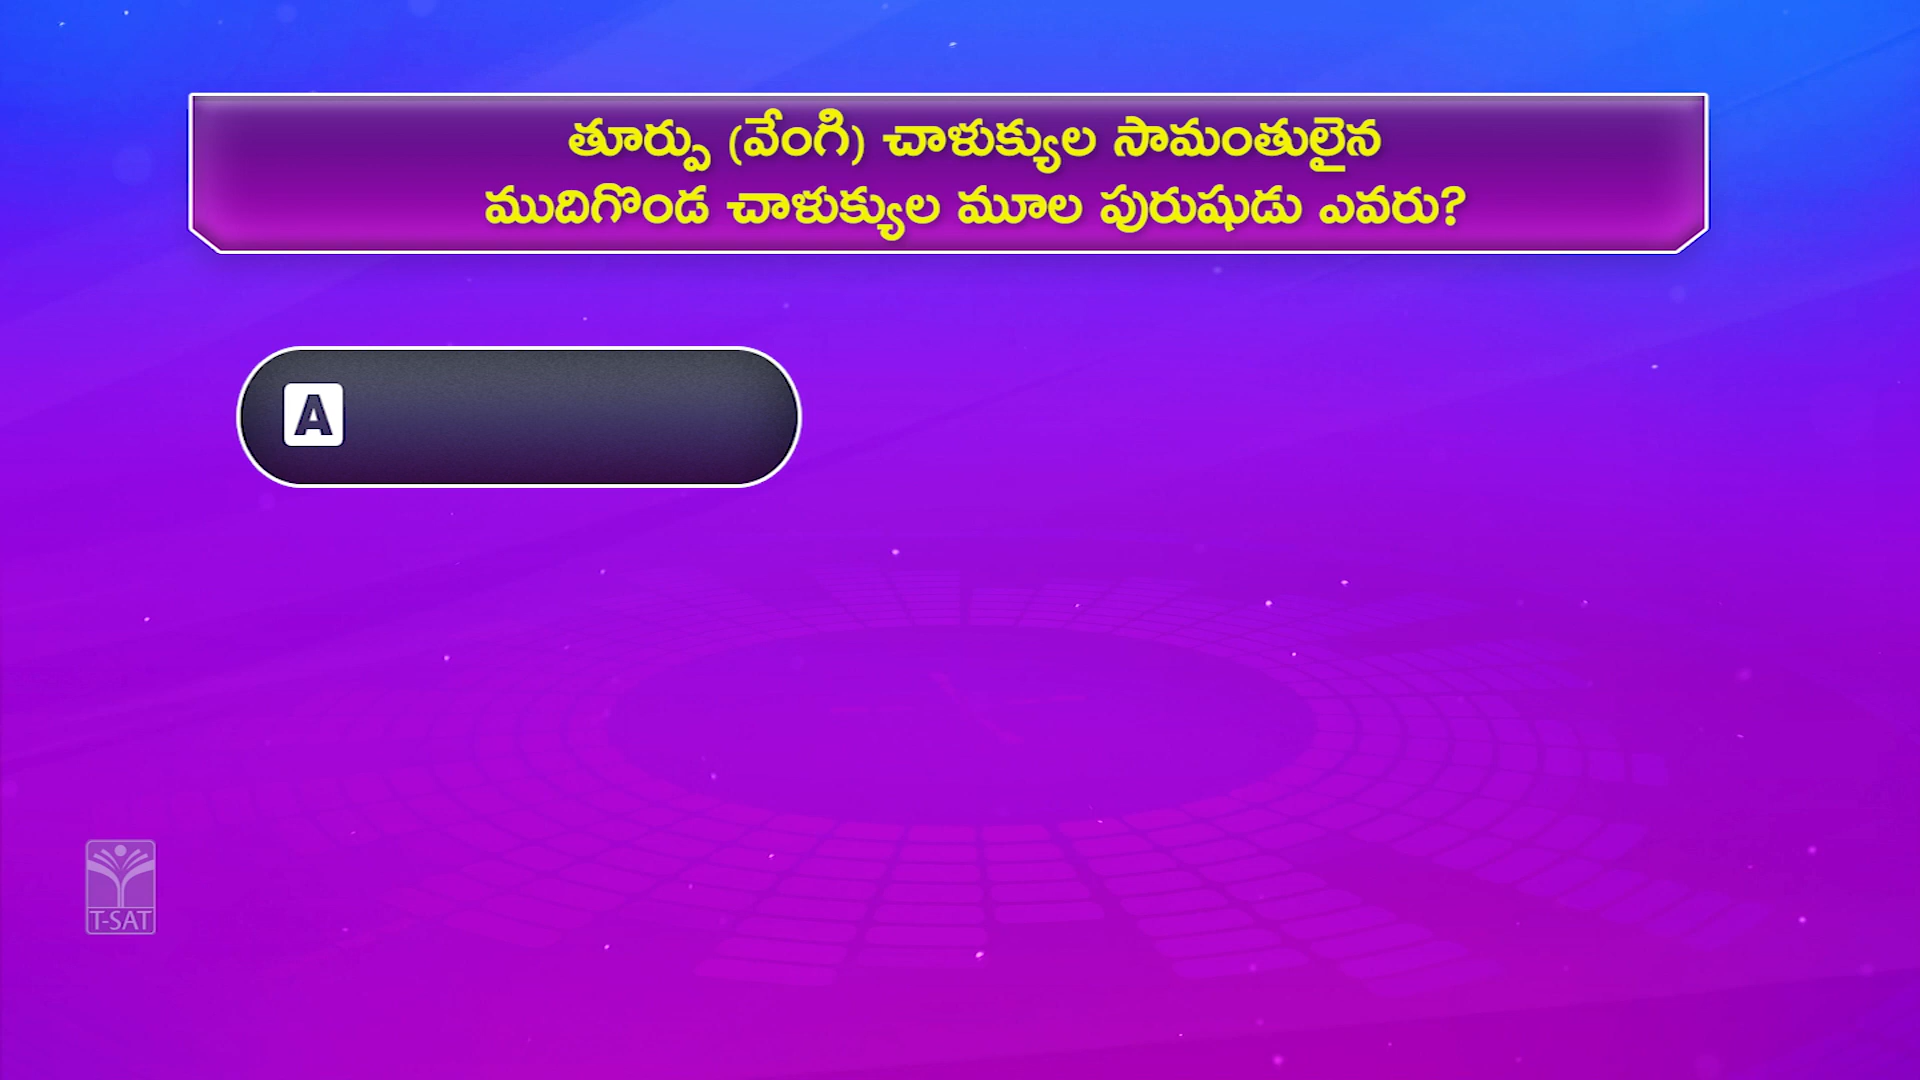 తూర్పు (వేంగి) చాళుక్యుల సామంతులైన
ముదిగొండ చాళుక్యుల మూల పురుషుడు ఎవరు?
A
T-SAT